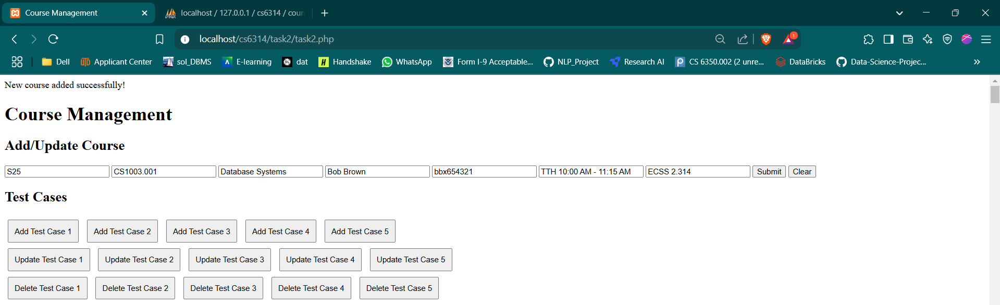 Course Management
localhost / 127.0.0.1 / cs6314 / cour
localhost/cs6314/task2/task2.php
1
Dell
UTD Applicant Center
sol_DBMS
E-learning
dat
Handshake
WhatsApp
Form I-9 Acceptable...
NLP_Project
Research AI
CS 6350.002 (2 unre...
DataBricks
Data-Science-Projec...
New course added successfully!
Course Management
Add/Update Course
S25 CS1003.001 Database Systems Bob Brown bbx654321 TTH 10:00 AM - 11:15 AM ECSS 2.314 Submit Clear
Test Cases
Add Test Case 1 Add Test Case 2 Add Test Case 3 Add Test Case 4 Add Test Case 5
Update Test Case 1 Update Test Case 2 Update Test Case 3 Update Test Case 4 Update Test Case 5
Delete Test Case 1 Delete Test Case 2 Delete Test Case 3 Delete Test Case 4 Delete Test Case 5